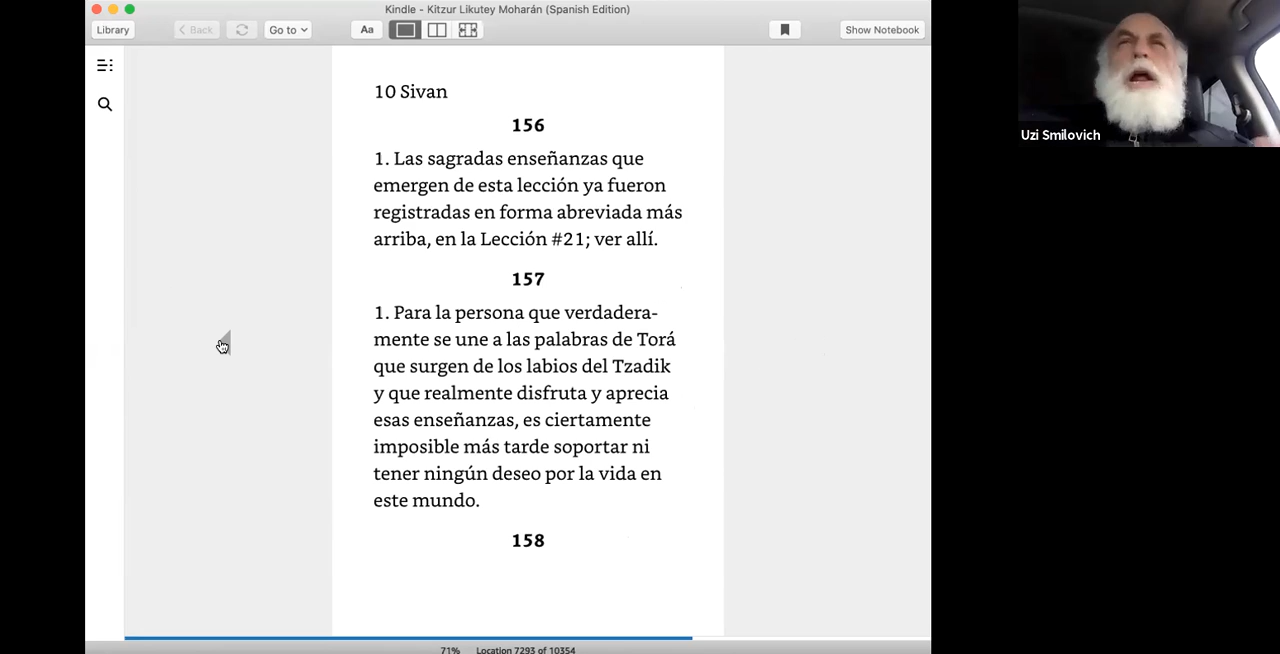 Kindle - Kitzur Likutey Moharán (Spanish Edition)
Library
Back
Go to
Aa
Show Notebook
10 Sivan
156
1. Las sagradas enseñanzas que
emergen de esta lección ya fueron
registradas en forma abreviada más
arriba, en la Lección #21; ver allí.
157
1. Para la persona que verdadera-
mente se une a las palabras de Torá
que surgen de los labios del Tzadik
y que realmente disfruta y aprecia
esas enseñanzas, es ciertamente
imposible más tarde soportar ni
tener ningún deseo por la vida en
este mundo.
158
71% Location 7293 of 10354
Uzi Smilovich